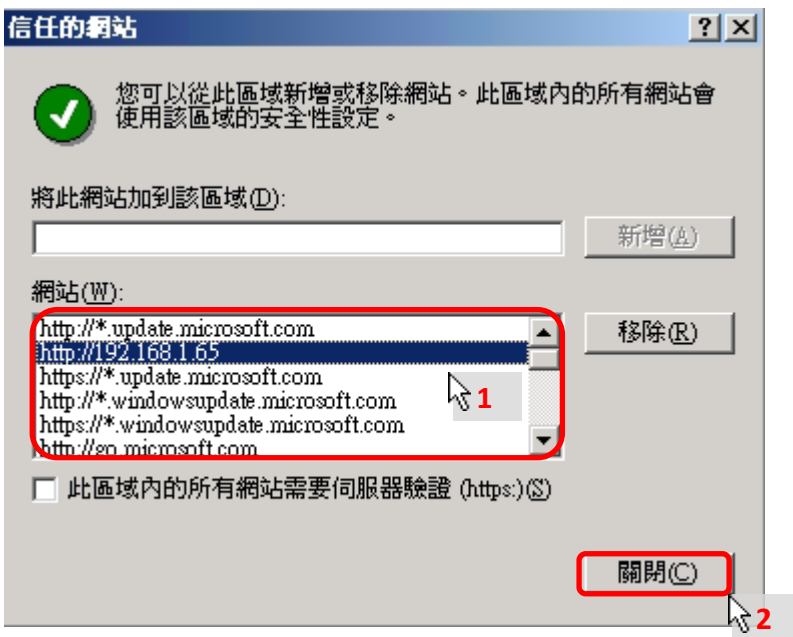 信任的網站
您可以從此區域新增或移除網站。此區域內的所有網站會
使用該區域的安全性設定。
將此網站加到該區域(D):
新增(A)
網站(W):
http://*.update.microsoft.com
http://192.168.1.65
https://*.update.microsoft.com
http://*.windowsupdate.microsoft.com
https://*.windowsupdate.microsoft.com
http://go.microsoft.com
移除(R)
1
此區域內的所有網站需要伺服器驗證 (https:)(S)
關閉(C)
2